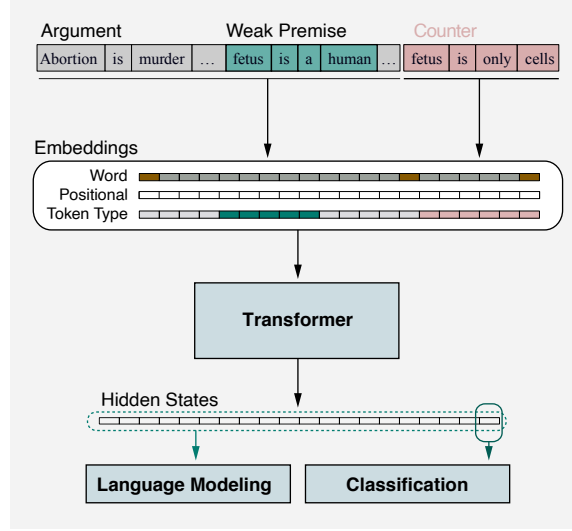 Argument Weak Premise Counter
Abortion is murder … fetus is a human … fetus is only cells
Embeddings
Word
Positional
Token Type
Transformer
Hidden States
Language Modeling Classification